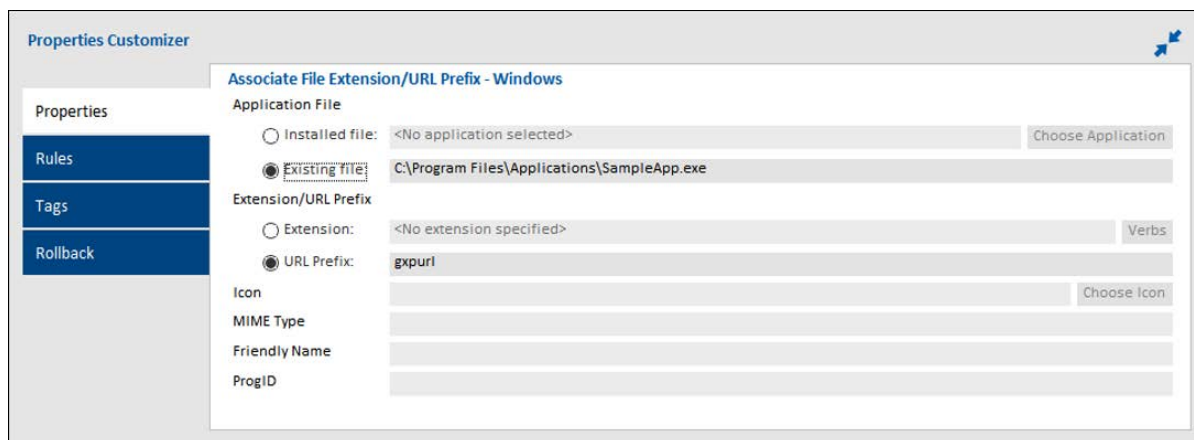 Properties Customizer
Associate File Extension/URL Prefix - Windows
Properties
Application File
Installed file: <No application selected> Choose Application
Rules
Existing file: C:\Program Files\Applications\SampleApp.exe
Tags
Extension/URL Prefix
Extension: <No extension specified> Verbs
Rollback
URL Prefix: gxpurl
Icon Choose Icon
MIME Type
Friendly Name
ProgID